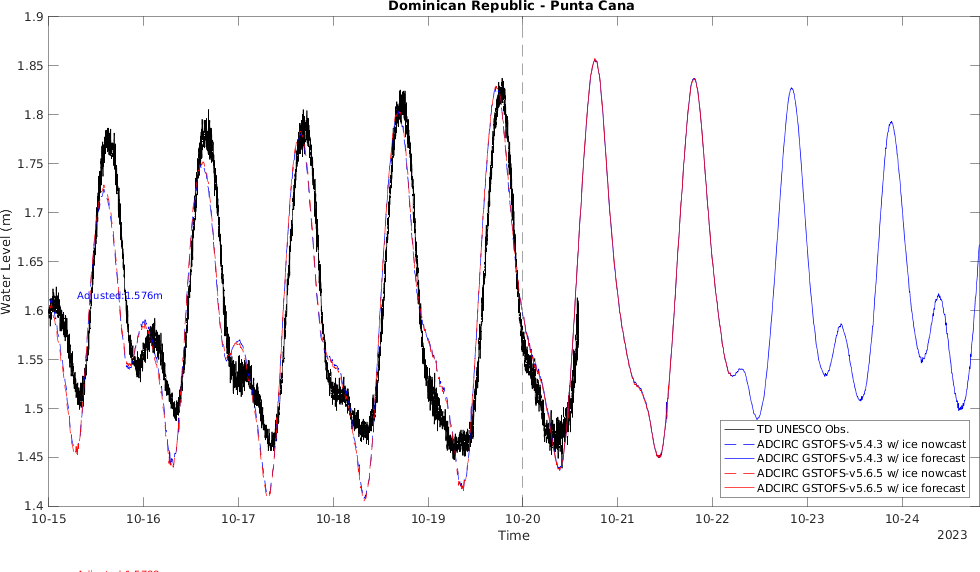 Dominican Republic - Punta Cana
1.9
1.85
1.8
1.75
1.7
1.65
1.6
1.55
1.5
1.45
1.4
Water Level (m)
Adjusted:1.576m
TD UNESCO Obs.
ADCIRC GSTOFS-v5.4.3 w/ ice nowcast
ADCIRC GSTOFS-v5.4.3 w/ ice forecast
ADCIRC GSTOFS-v5.6.5 w/ ice nowcast
ADCIRC GSTOFS-v5.6.5 w/ ice forecast
10-15 10-16 10-17 10-18 10-19 10-20 10-21 10-22 10-23 10-24
Time
2023